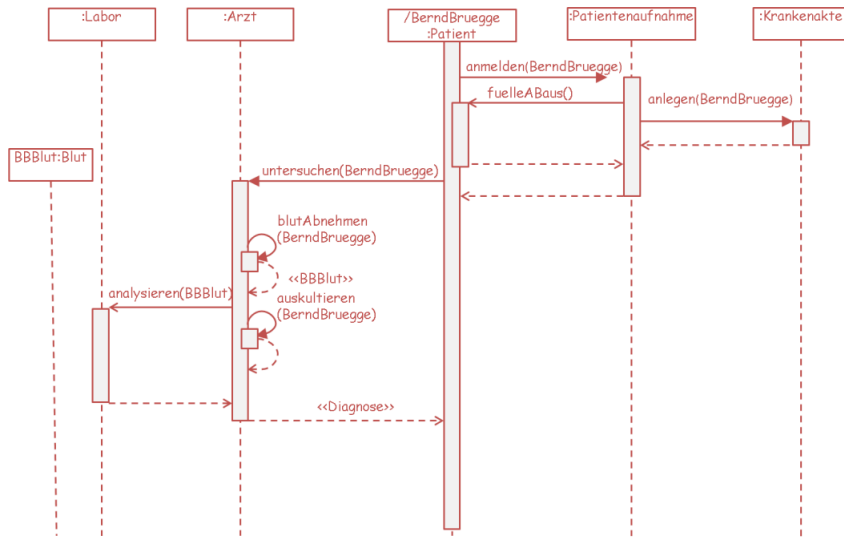 :Labor
:Arzt
/BerndBruegge
:Patient
:Patientenaufnahme
:Krankenakte
anmelden(BerndBruegge)
fuelleABaus()
anlegen(BerndBruegge)
BBBlut:Blut
untersuchen(BerndBruegge)
blutAbnehmen
(BerndBruegge)
<<BBBlut>>
analysieren(BBBlut)
auskultieren
(BerndBruegge)
<<Diagnose>>